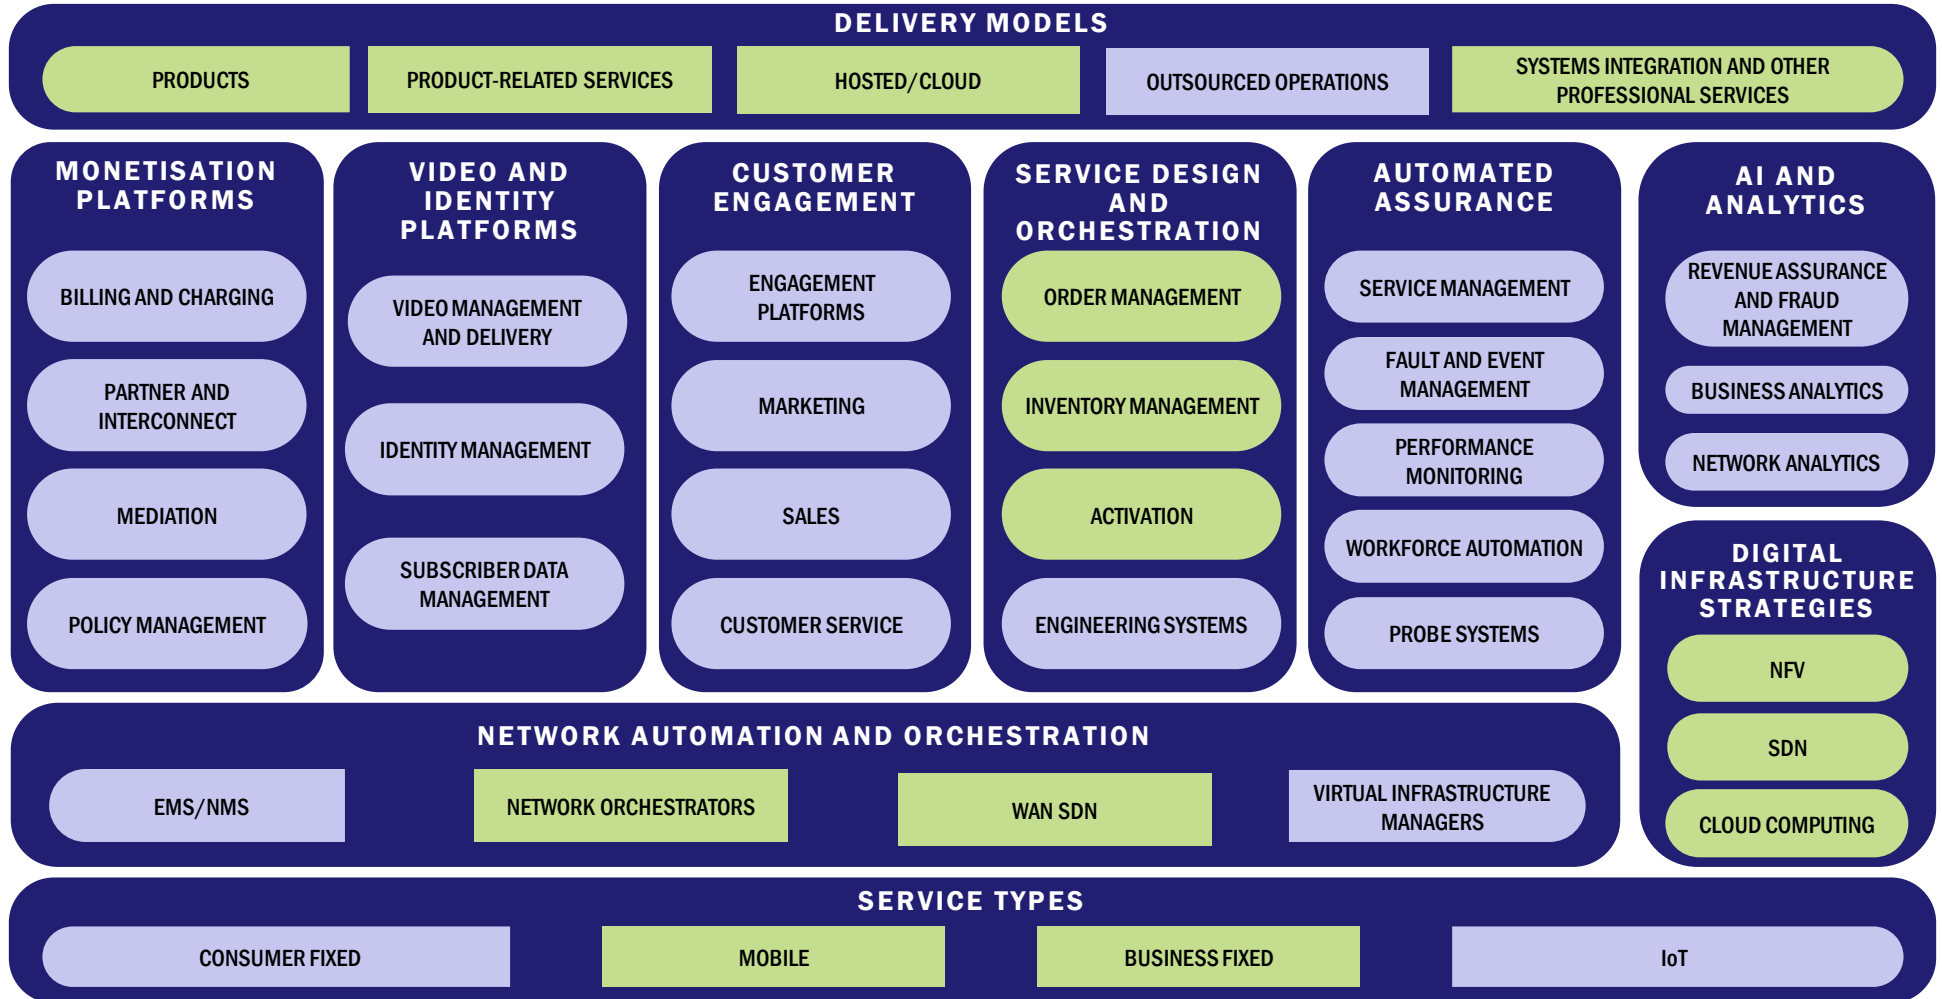 DELIVERY MODELS
PRODUCTS
PRODUCT-RELATED SERVICES
HOSTED/CLOUD
OUTSOURCED OPERATIONS
SYSTEMS INTEGRATION AND OTHER
PROFESSIONAL SERVICES
MONETISATION
PLATFORMS
BILLING AND CHARGING
PARTNER AND
INTERCONNECT
MEDIATION
POLICY MANAGEMENT
VIDEO AND
IDENTITY
PLATFORMS
VIDEO MANAGEMENT
AND DELIVERY
IDENTITY MANAGEMENT
SUBSCRIBER DATA
MANAGEMENT
CUSTOMER
ENGAGEMENT
ENGAGEMENT
PLATFORMS
MARKETING
SALES
CUSTOMER SERVICE
SERVICE DESIGN
AND
ORCHESTRATION
ORDER MANAGEMENT
INVENTORY MANAGEMENT
ACTIVATION
ENGINEERING SYSTEMS
AUTOMATED
ASSURANCE
SERVICE MANAGEMENT
FAULT AND EVENT
MANAGEMENT
PERFORMANCE
MONITORING
WORKFORCE AUTOMATION
PROBE SYSTEMS
AI AND
ANALYTICS
REVENUE ASSURANCE
AND FRAUD
MANAGEMENT
BUSINESS ANALYTICS
NETWORK ANALYTICS
DIGITAL
INFRASTRUCTURE
STRATEGIES
NFV
SDN
CLOUD COMPUTING
NETWORK AUTOMATION AND ORCHESTRATION
EMS/NMS
NETWORK ORCHESTRATORS
WAN SDN
VIRTUAL INFRASTRUCTURE
MANAGERS
SERVICE TYPES
CONSUMER FIXED
MOBILE
BUSINESS FIXED
IoT